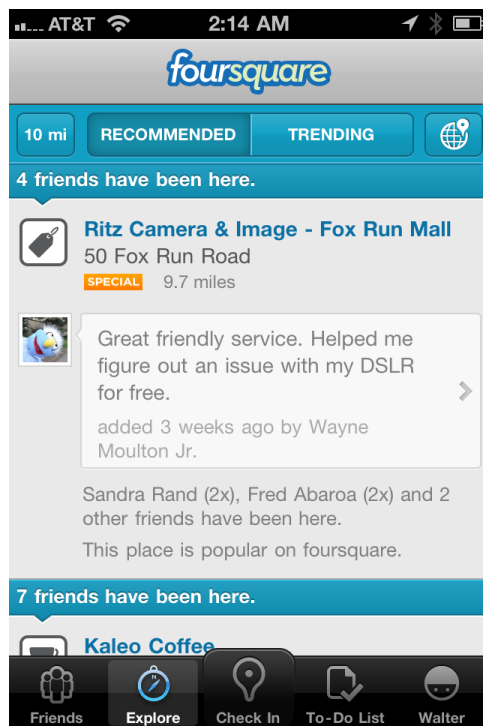 AT&T 2:14 AM
foursquare
10 mi RECOMMENDED TRENDING
4 friends have been here.
Ritz Camera & Image - Fox Run Mall
50 Fox Run Road
SPECIAL 9.7 miles
Great friendly service. Helped me
figure out an issue with my DSLR
for free.
added 3 weeks ago by Wayne
Moulton Jr.
Sandra Rand (2x), Fred Abaroa (2x) and 2
other friends have been here.
This place is popular on foursquare.
7 friends have been here.
Kaleo Coffee
Friends Explore Check In To-Do List Walter